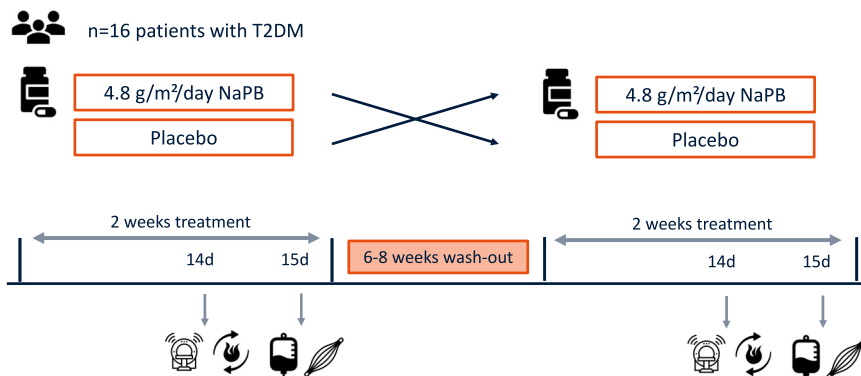 n=16 patients with T2DM
4.8 g/m²/day NaPB
Placebo
4.8 g/m²/day NaPB
Placebo
2 weeks treatment
14d
15d
6-8 weeks wash-out
2 weeks treatment
14d
15d